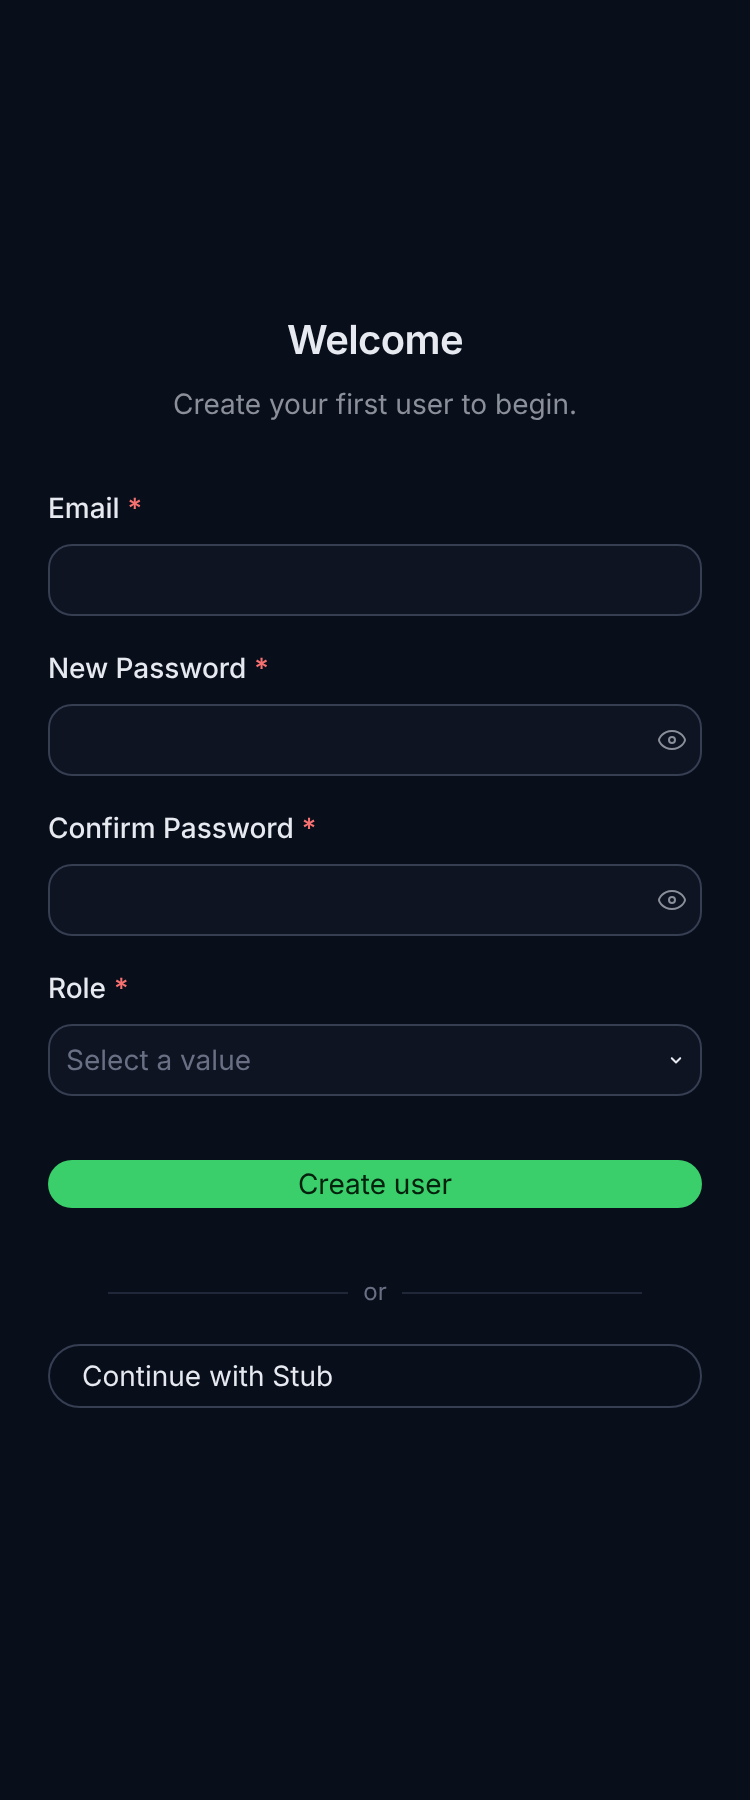 Welcome
Create your first user to begin.
Email *
New Password *
Confirm Password *
Role *
Select a value
Create user
or
Continue with Stub